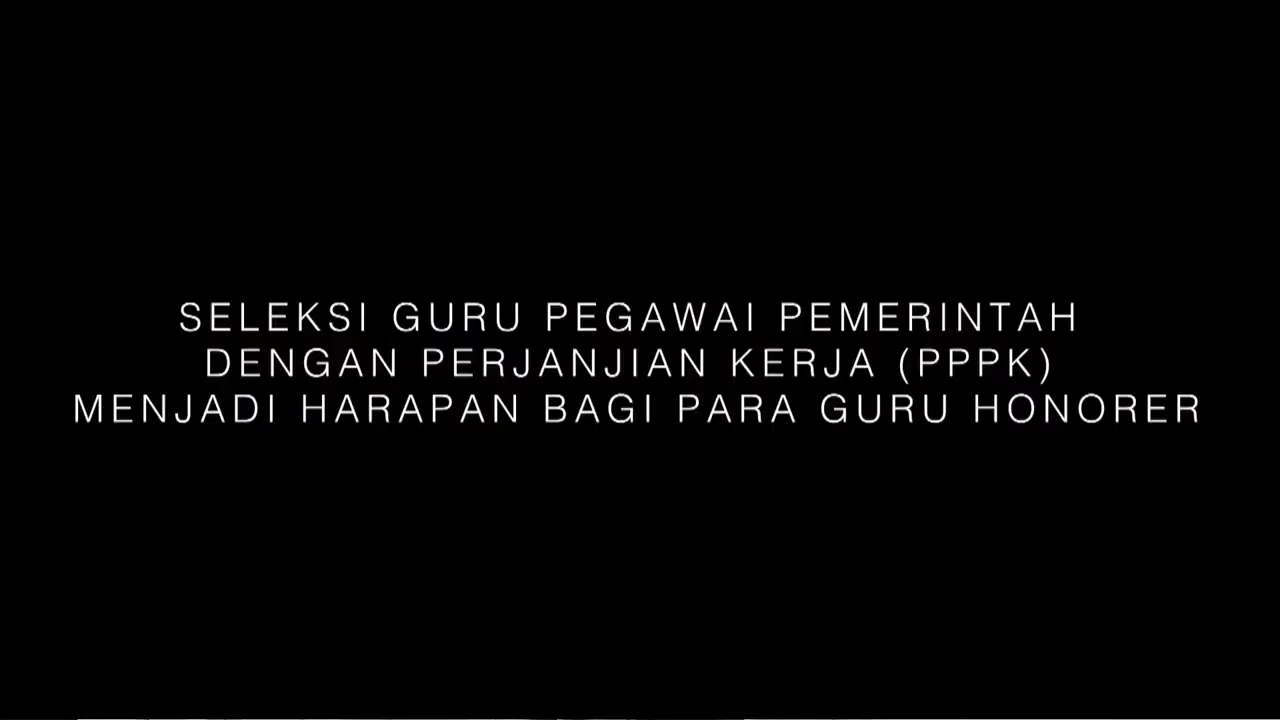 SELEKSI GURU PEGAWAI PEMERINTAH
DENGAN PERJANJIAN KERJA (PPPK)
MENJADI HARAPAN BAGI PARA GURU HONORER